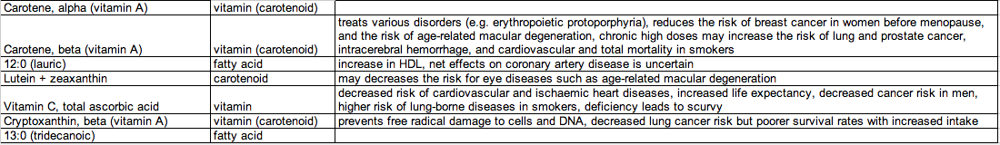 Carotene, alpha (vitamin A) vitamin (carotenoid)
treats various disorders (e.g. erythropoietic protoporphyria), reduces the risk of breast cancer in women before menopause,
and the risk of age-related macular degeneration, chronic high doses may increase the risk of lung and prostate cancer,
Carotene, beta (vitamin A) vitamin (carotenoid) intracerebral hemorrhage, and cardiovascular and total mortality in smokers
12:0 (lauric) fatty acid increase in HDL, net effects on coronary artery disease is uncertain
Lutein + zeaxanthin carotenoid may decreases the risk for eye diseases such as age-related macular degeneration
decreased risk of cardiovascular and ischaemic heart diseases, increased life expectancy, decreased cancer risk in men,
Vitamin C, total ascorbic acid vitamin higher risk of lung-borne diseases in smokers, deficiency leads to scurvy
Cryptoxanthin, beta (vitamin A) vitamin (carotenoid) prevents free radical damage to cells and DNA, decreased lung cancer risk but poorer survival rates with increased intake
13:0 (tridecanoic) fatty acid